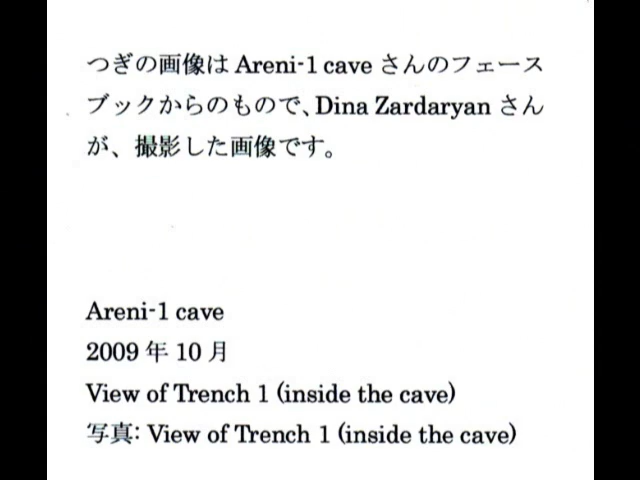 つぎの画像は Areni-1 cave さんのフェース
ブックからのもので、Dina Zardaryan さん
が、撮影した画像です。
Areni-1 cave
2009 年 10 月
View of Trench 1 (inside the cave)
写真: View of Trench 1 (inside the cave)